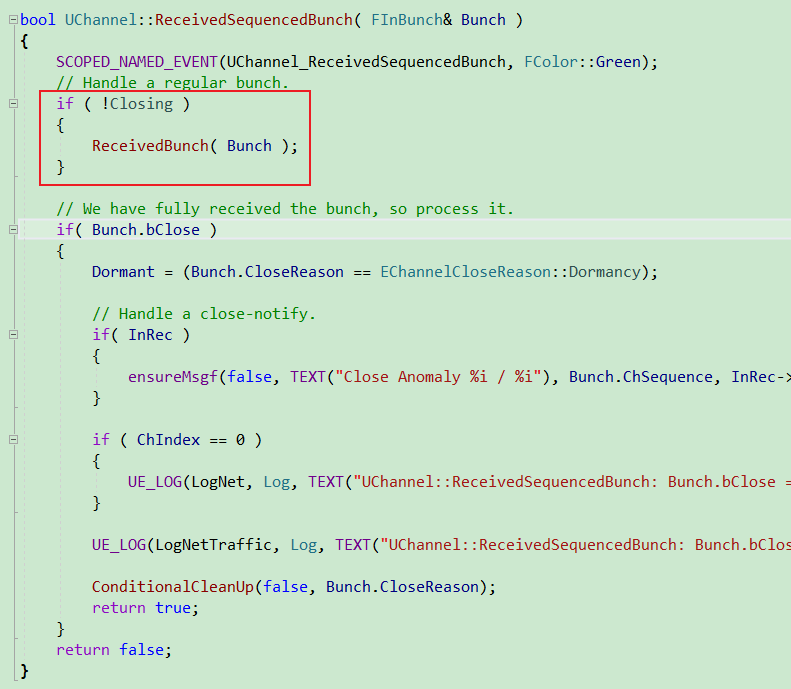 bool UChannel::ReceivedSequencedBunch( FInBunch& Bunch )
{
    SCOPED_NAMED_EVENT(UChannel_ReceivedSequencedBunch, FColor::Green);
    // Handle a regular bunch.
    if ( !Closing )
    {
        ReceivedBunch( Bunch );
    }

    // We have fully received the bunch, so process it.
    if( Bunch.bClose )
    {
        Dormant = (Bunch.CloseReason == EChannelCloseReason::Dormancy);

        // Handle a close-notify.
        if( InRec )
        {
            ensureMsgf(false, TEXT("Close Anomaly %i / %i"), Bunch.ChSequence, InRec->
        }

        if ( ChIndex == 0 )
        {
            UE_LOG(LogNet, Log, TEXT("UChannel::ReceivedSequencedBunch: Bunch.bClose =
        }

        UE_LOG(LogNetTraffic, Log, TEXT("UChannel::ReceivedSequencedBunch: Bunch.bClos

        ConditionalCleanUp(false, Bunch.CloseReason);
        return true;
    }
    return false;
}